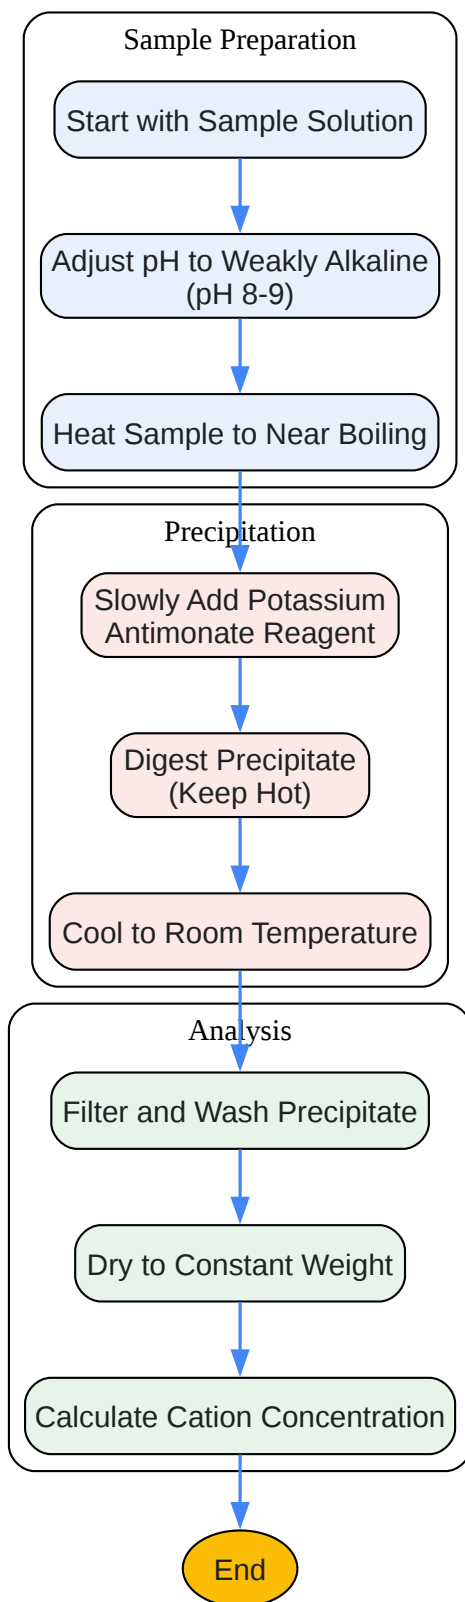 Sample Preparation
Start with Sample Solution
Adjust pH to Weakly Alkaline
(pH 8-9)
Heat Sample to Near Boiling
Precipitation
Slowly Add Potassium
Antimonate Reagent
Digest Precipitate
(Keep Hot)
Cool to Room Temperature
Analysis
Filter and Wash Precipitate
Dry to Constant Weight
Calculate Cation Concentration
End